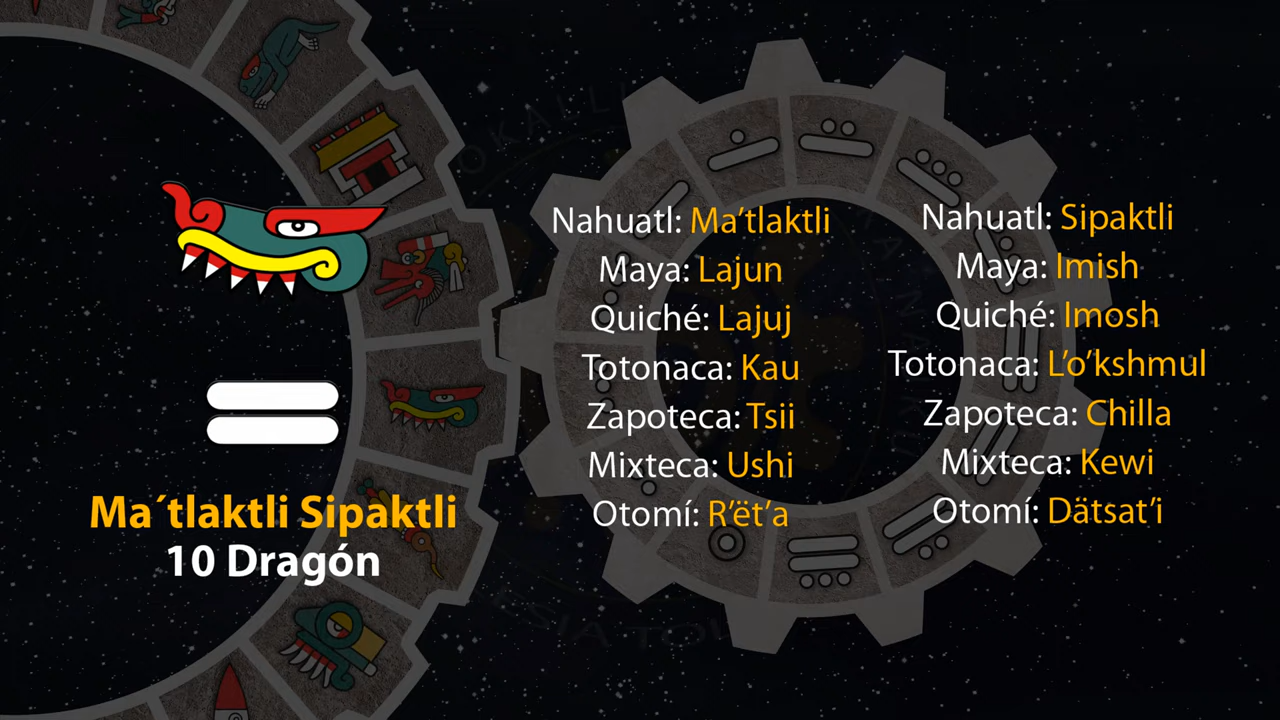 Ma´tlaktli Sipaktli
10 Dragón
Nahuatl: Ma’tlaktli
Maya: Lajun
Quiché: Lajuj
Totonaca: Kau
Zapoteca: Tsii
Mixteca: Ushi
Otomí: R’ët’a
Nahuatl: Sipaktli
Maya: Imish
Quiché: Imosh
Totonaca: L’o’kshmul
Zapoteca: Chilla
Mixteca: Kewi
Otomí: Dätsat’i